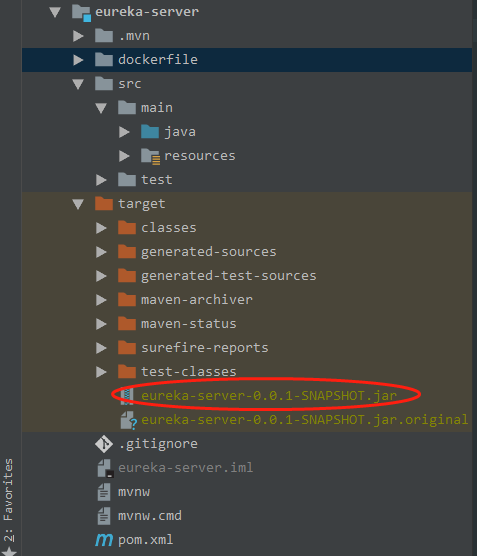 eureka-server
.mvn
dockerfile
src
main
java
resources
test
target
classes
generated-sources
generated-test-sources
maven-archiver
maven-status
surefire-reports
test-classes
eureka-server-0.0.1-SNAPSHOT.jar
eureka-server-0.0.1-SNAPSHOT.jar.original
.gitignore
eureka-server.iml
mvnw
mvnw.cmd
m pom.xml
2: Favorites